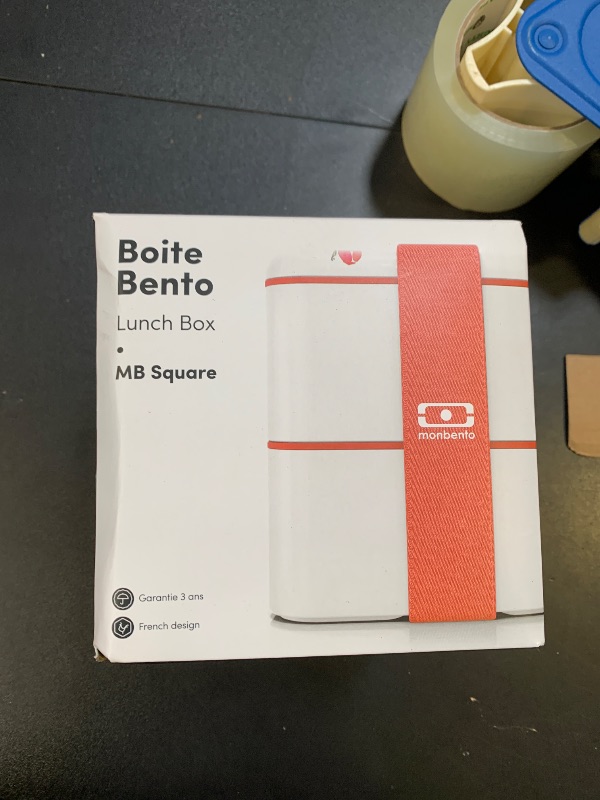 Boite
Bento
Lunch Box
•
MB Square
monbento
Garantie 3 ans
French design